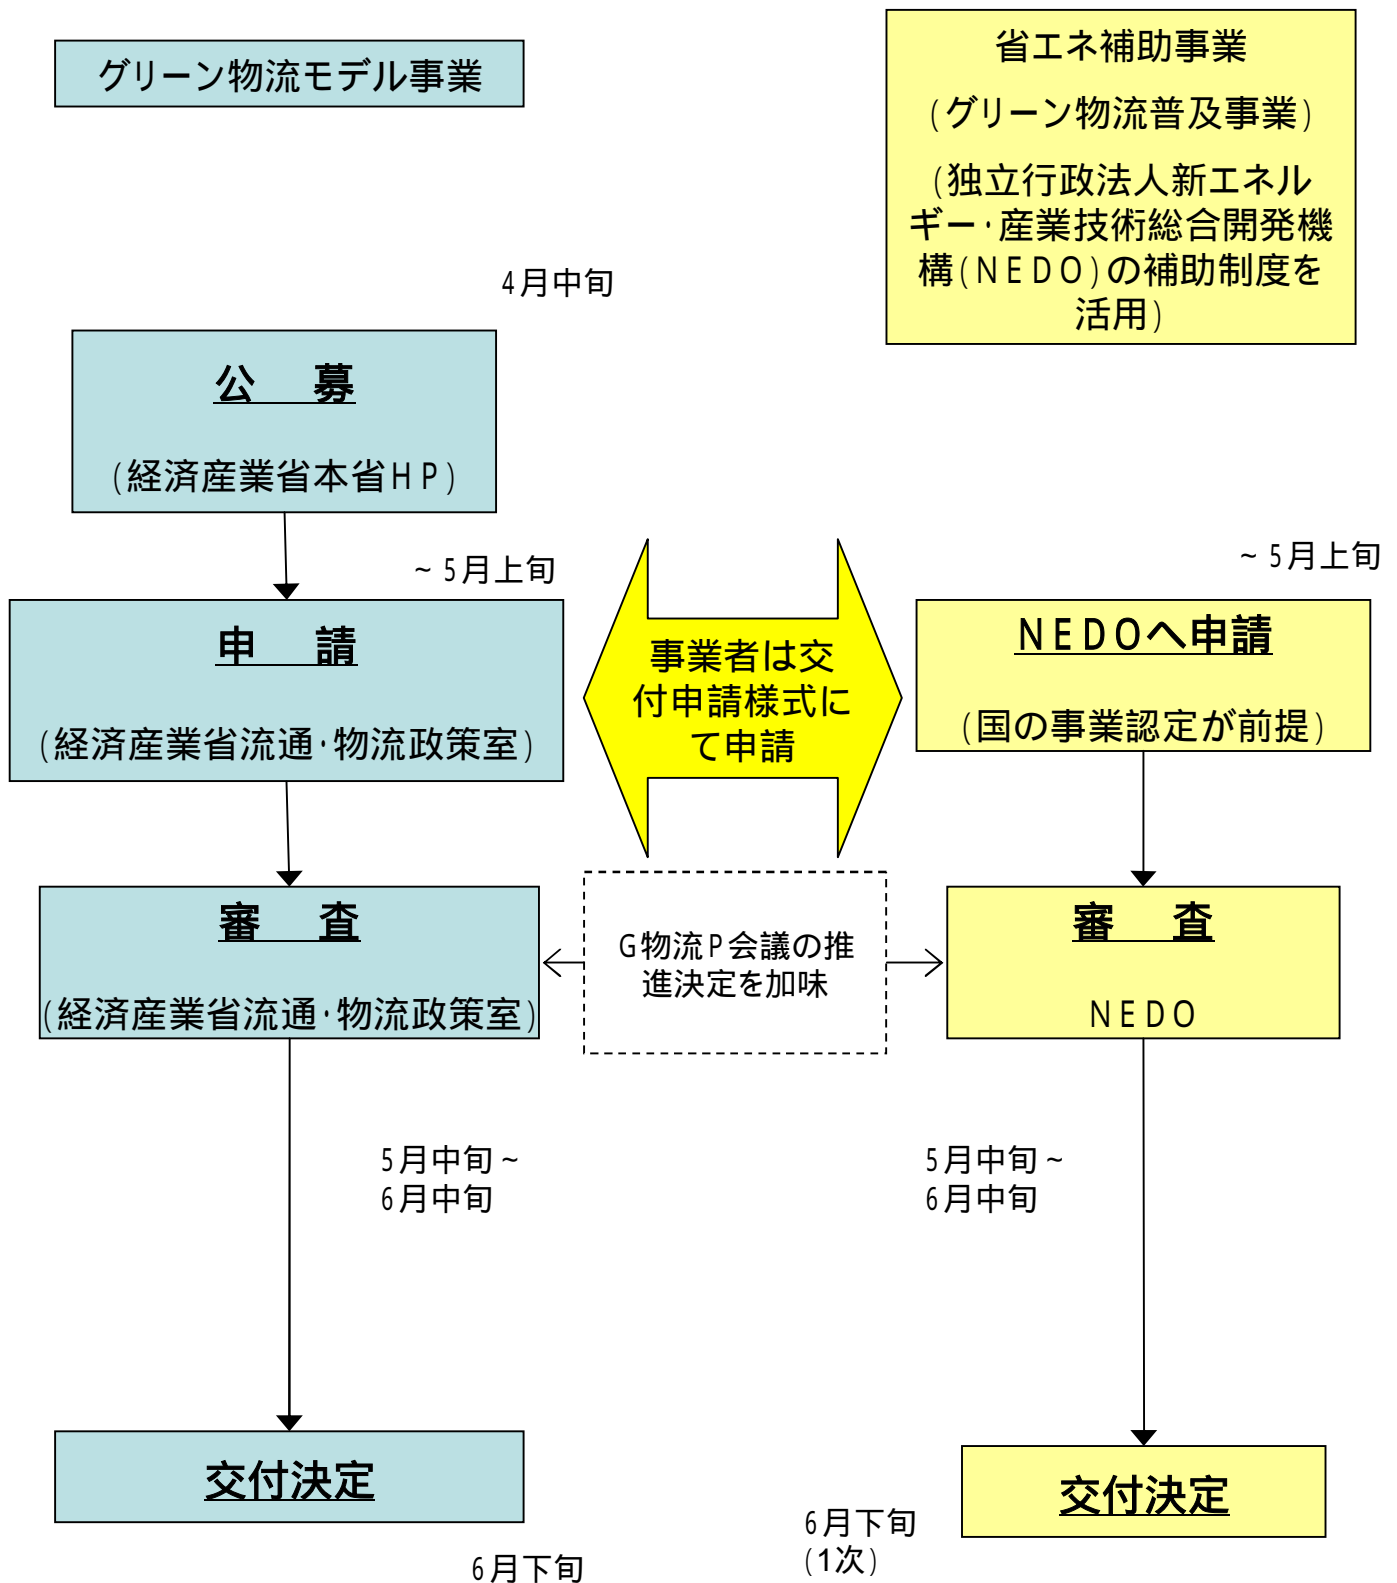 グリーン物流モデル事業
省エネ補助事業
(グリーン物流普及事業)
(独立行政法人新エネル
ギー・産業技術総合開発機
構(NEDO)の補助制度を
活用)
4月中旬
公　募
(経済産業省本省HP)
~5月上旬
~5月上旬
申　請
(経済産業省流通・物流政策室)
事業者は交
付申請様式に
て申請
NEDOへ申請
(国の事業認定が前提)
審　査
(経済産業省流通・物流政策室)
G物流P会議の推
進決定を加味
審　査
NEDO
5月中旬~
6月中旬
5月中旬~
6月中旬
交付決定
6月下旬
交付決定
6月下旬
(1次)